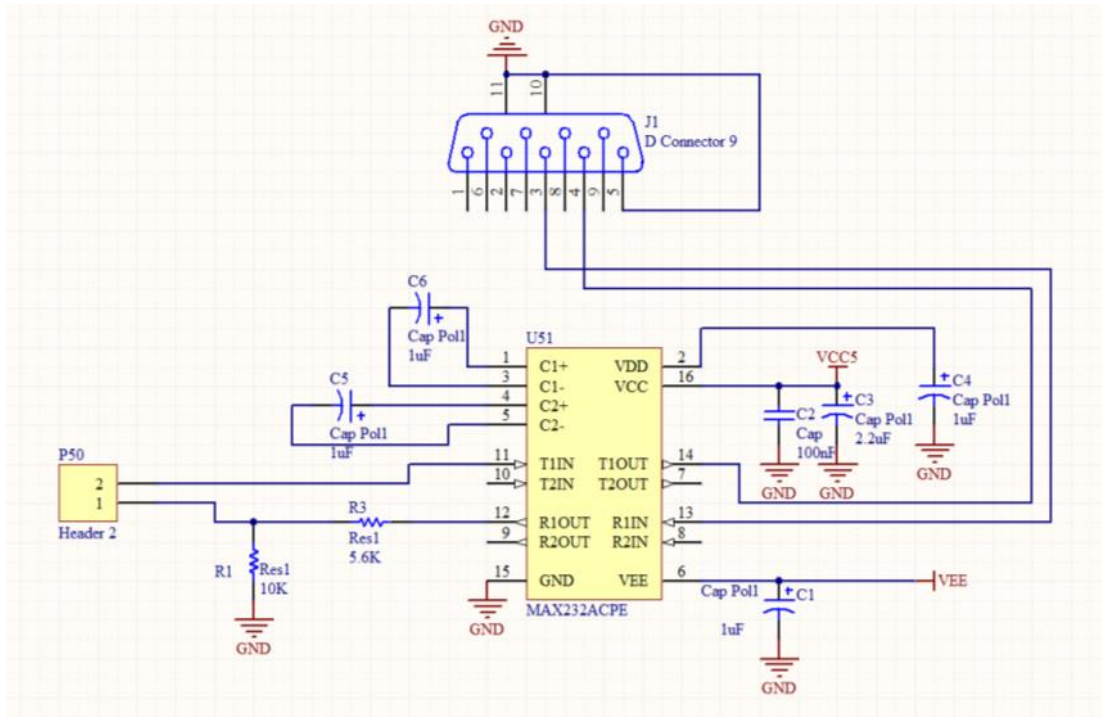 GND
11
10
J1
D Connector 9
1
6
2
7
3
8
4
9
5
C6
Cap Pol1
1uF
C5
Cap Pol1
1uF
U51
1 C1+ VDD 2
3 C1- VCC 16
4 C2+
5 C2-
11 T1IN T1OUT 14
10 T2IN T2OUT 7
12 R1OUT R1IN 13
9 R2OUT R2IN 8
15 GND VEE 6
MAX232ACPE
GND
VCC5
C2
Cap
100nF
GND
C3
Cap Pol1
2.2uF
GND
C4
Cap Pol1
1uF
GND
P50
2
1
Header 2
R3
Res1
5.6K
R1
Res1
10K
GND
Cap Pol1
C1
1uF
VEE
GND